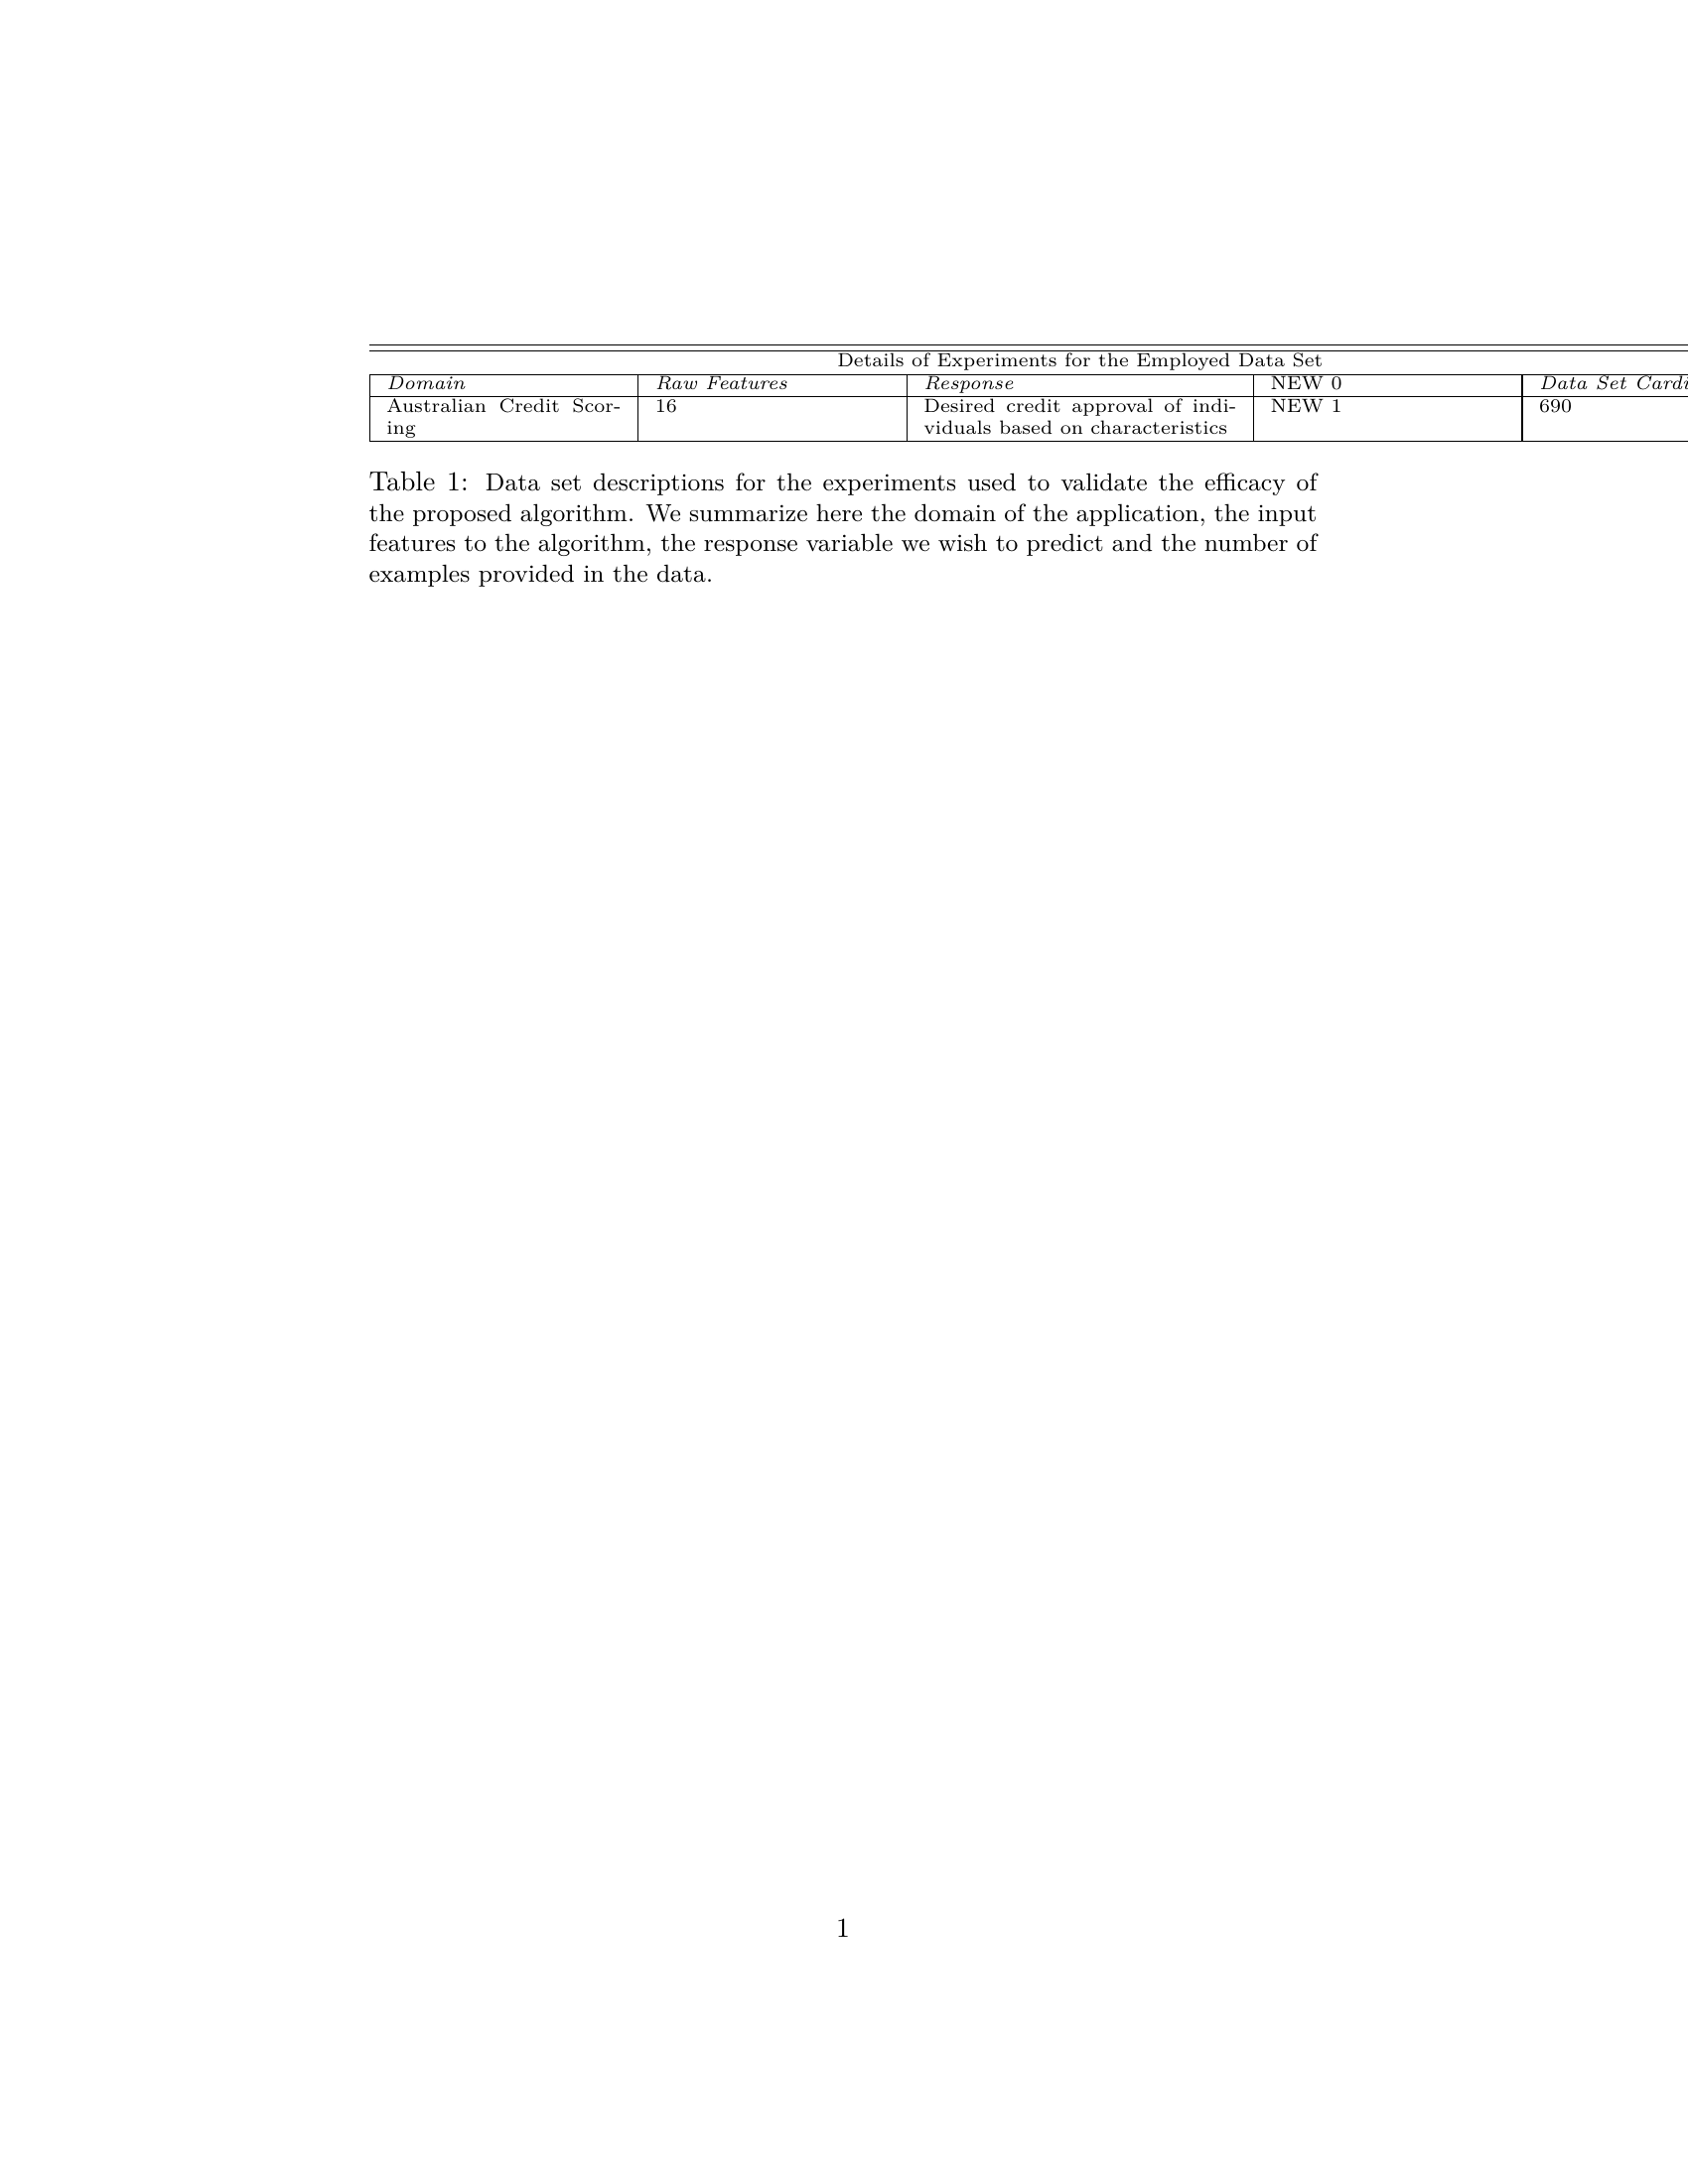 Details of Experiments for the Employed Data Set
Domain Raw Features Response NEW 0 Data Set
Australian Credit Scor- 16 Desired credit approval of indi- NEW 1 690
ing viduals based on characteristics
Table 1: Data set descriptions for the experiments used to validate the efficacy of
the proposed algorithm. We summarize here the domain of the application, the input
features to the algorithm, the response variable we wish to predict and the number of
examples provided in the data.
1